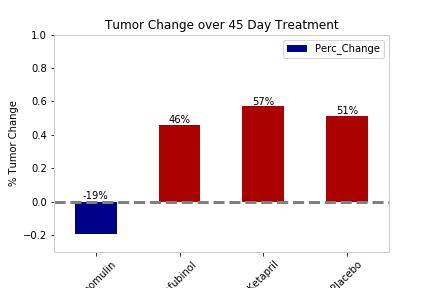 Tumor Change over 45 Day Treatment
Perc_Change
% Tumor Change
1.0
0.8
0.6
0.4
0.2
0.0
−0.2
-19%
46%
57%
51%
Ketapril
Placebo